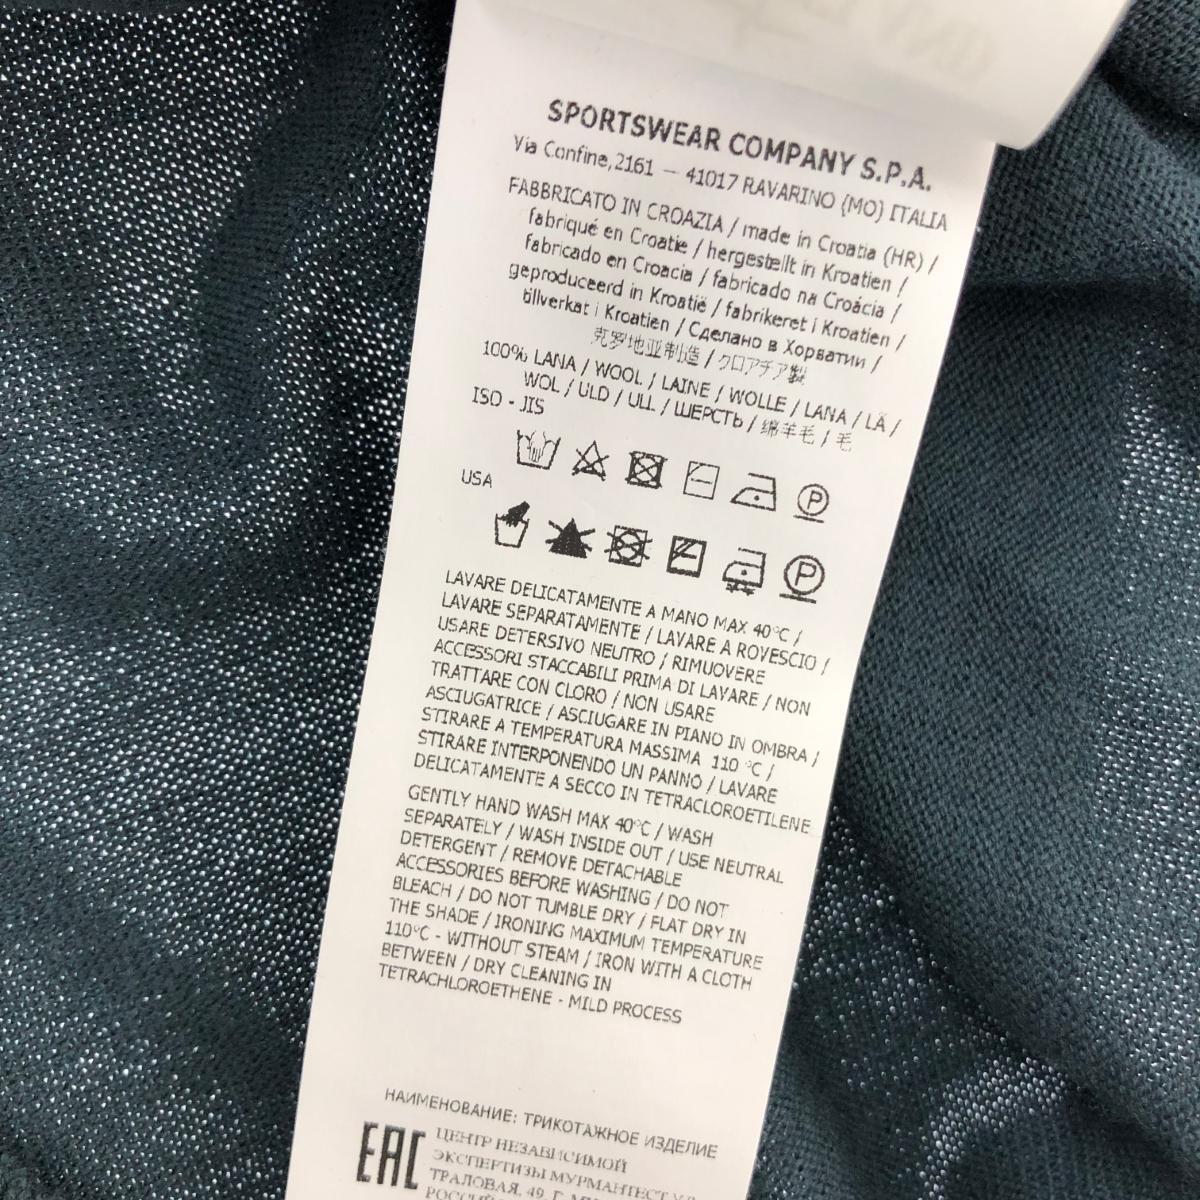 SPORTSWEAR COMPANY S.P.A.
Via Confine,2161 – 41017 RAVARINO (MO) ITALIA
FABBRICATO IN CROAZIA / made in Croatia (HR) /
fabriqué en Croatie / hergestellt in Kroatien /
fabricado en Croacia / fabricado na Croácia /
geproduceerd in Kroatië / fabrikeret i Kroatien /
tillverkat i Kroatien / Сделано в Хорватии /
克罗地亚制造 / クロアチア製
100% LANA / WOOL / LAINE / WOLLE / LANA / LÃ /
WOL / ULD / ULL / ШЕРСТЬ / 绵羊毛 / 毛
ISO - JIS
P
USA
P
LAVARE DELICATAMENTE A MANO MAX 40°C /
LAVARE SEPARATAMENTE / LAVARE A ROVESCIO /
USARE DETERSIVO NEUTRO / RIMUOVERE
ACCESSORI STACCABILI PRIMA DI LAVARE / NON
TRATTARE CON CLORO / NON USARE
ASCIUGATRICE / ASCIUGARE IN PIANO IN OMBRA /
STIRARE A TEMPERATURA MASSIMA 110 °C /
STIRARE INTERPONENDO UN PANNO / LAVARE
DELICATAMENTE A SECCO IN TETRACLOROETILENE
GENTLY HAND WASH MAX 40°C / WASH
SEPARATELY / WASH INSIDE OUT / USE NEUTRAL
DETERGENT / REMOVE DETACHABLE
ACCESSORIES BEFORE WASHING / DO NOT
BLEACH / DO NOT TUMBLE DRY / FLAT DRY IN
THE SHADE / IRONING MAXIMUM TEMPERATURE
110°C - WITHOUT STEAM / IRON WITH A CLOTH
BETWEEN / DRY CLEANING IN
TETRACHLOROETHENE - MILD PROCESS
НАИМЕНОВАНИЕ: ТРИКОТАЖНОЕ ИЗДЕЛИЕ
EAC
ЦЕНТР НЕЗАВИСИМОЙ
ЭКСПЕРТИЗЫ МУРМАНТЕСТ УЛ
ТРАЛОВАЯ, 49, Г.